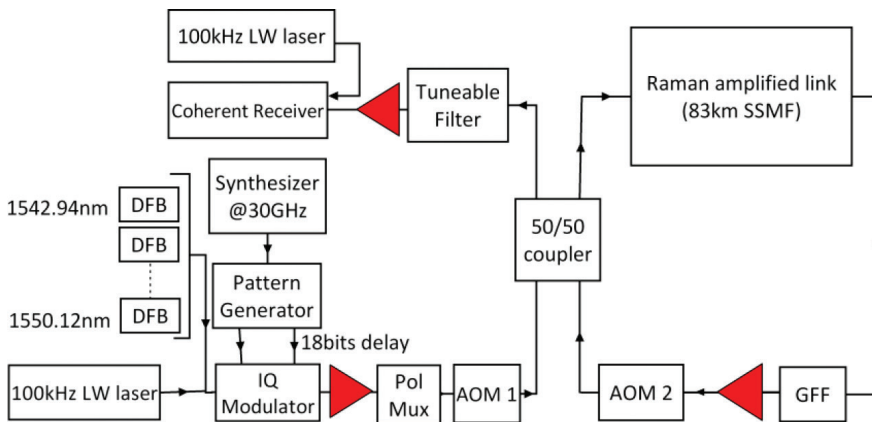 100kHz LW laser
Coherent Receiver
Tuneable
Filter
Raman amplified link
(83km SSMF)
1542.94nm
DFB
DFB
DFB
1550.12nm
Synthesizer
@30GHz
50/50
coupler
Pattern
Generator
18bits delay
100kHz LW laser
IQ
Modulator
Pol
Mux
AOM 1
AOM 2
GFF